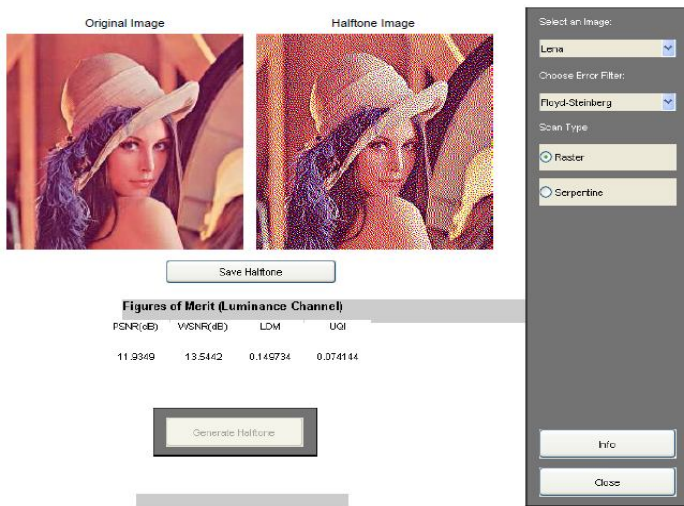 Original Image
Halftone Image
Save Halftone
Figures of Merit (Luminance Channel)
PSNR(dB) WSNR(dB) LDM UQI
11.9349 13.5442 0.149734 0.074144
Generate Halftone
Select an Image:
Lena
Choose Error Filter:
Floyd-Steinberg
Scan Type
Raster
Serpentine
Info
Close